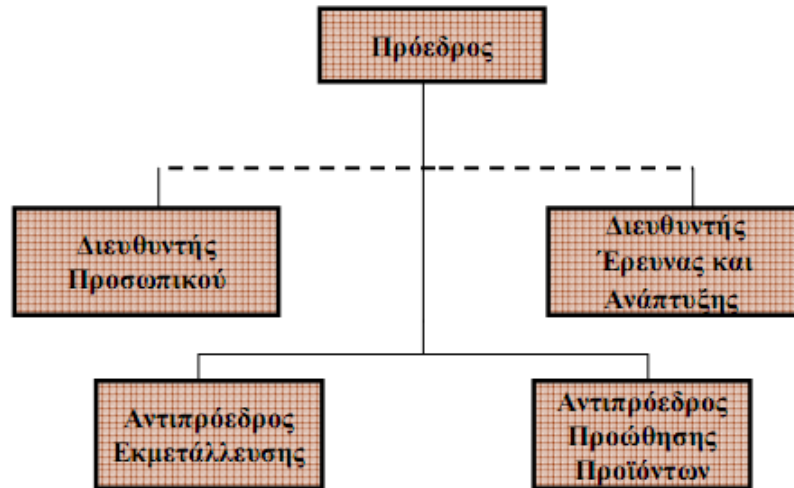 Πρόεδρος
Διευθυντής
Προσωπικού
Διευθυντής
Έρευνας και
Ανάπτυξης
Αντιπρόεδρος
Εκμετάλλευσης
Αντιπρόεδρος
Προώθησης
Προϊόντων